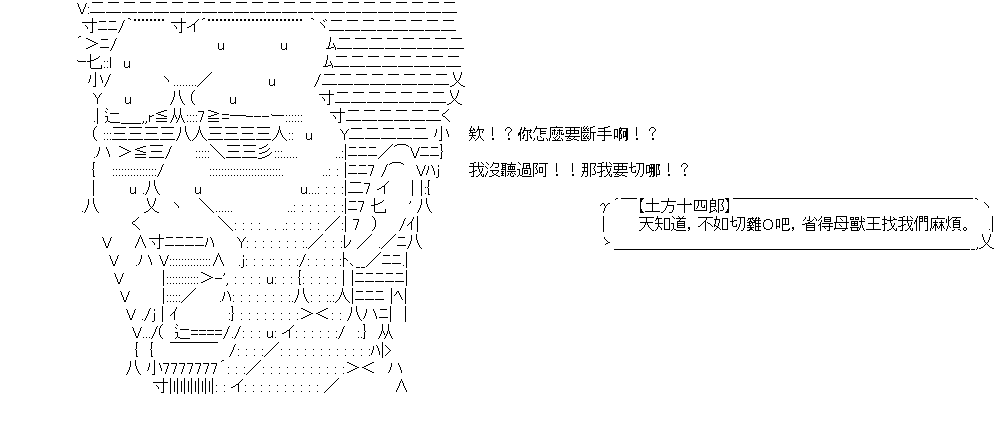 欸！？你怎麼要斷手啊！？
我沒聽過阿！！那我要切哪！？
【土方十四郎】
天知道，不如切雞○吧，省得母獸王找我們麻煩。